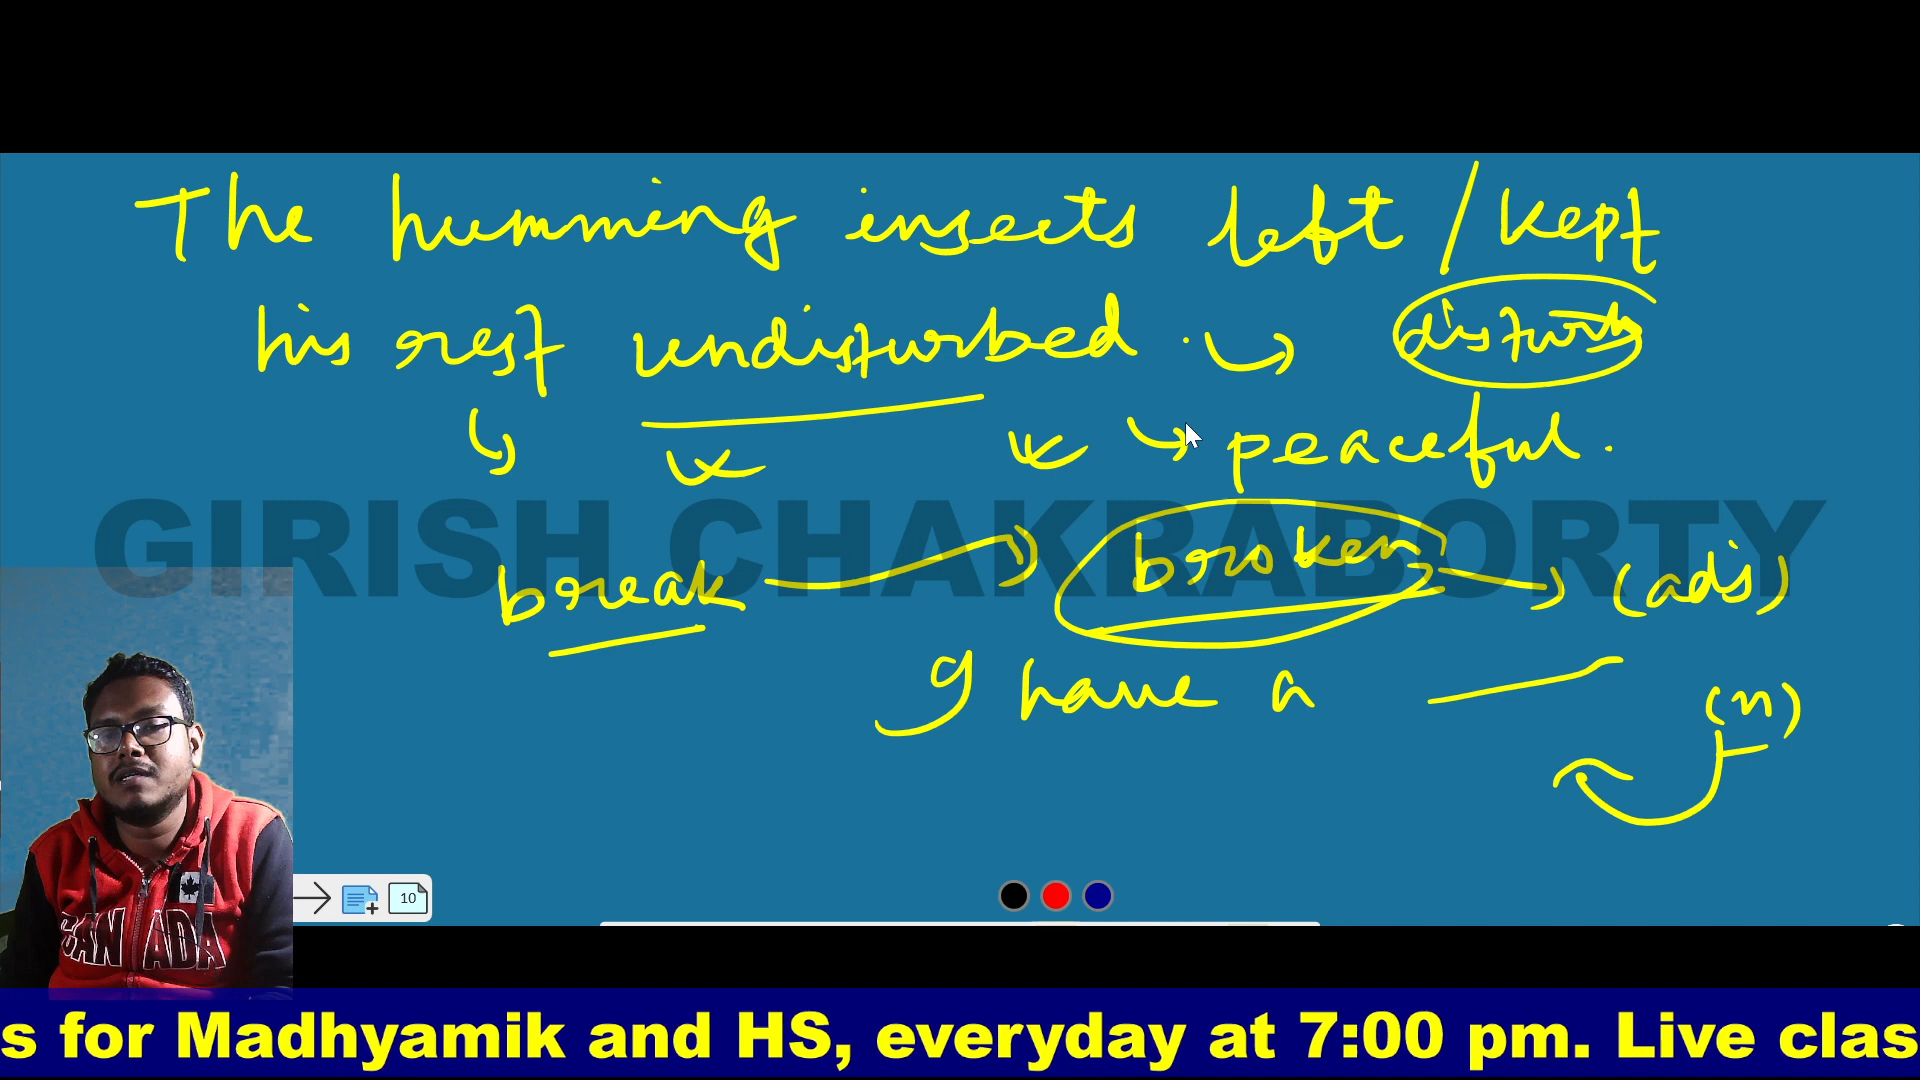 The humming insects left / kept
his rest undisturbed. disturb
peaceful.
GIRISH CHAKRABORTY
break broken (adj)
I have a
(n)
CANADA
10
s for Madhyamik and HS, everyday at 7:00 pm. Live clas